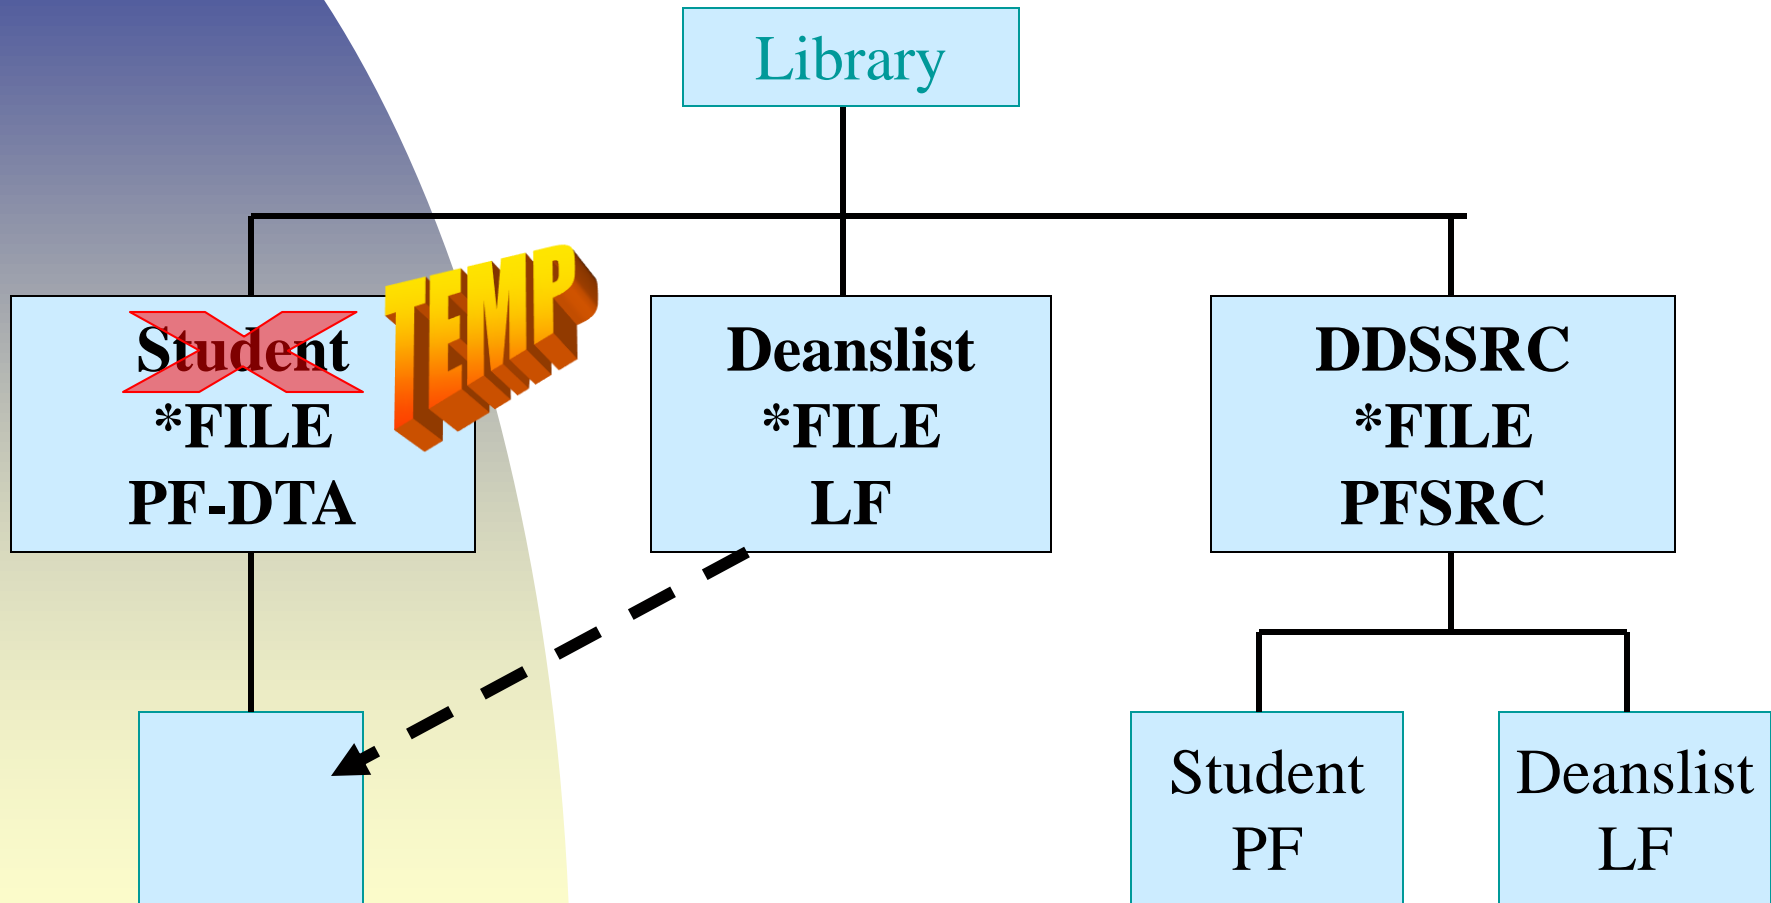 Library
Student
*FILE
PF-DTA
TEMP
Deanslist
*FILE
LF
DDSSRC
*FILE
PFSRC
Student
PF
Deanslist
LF